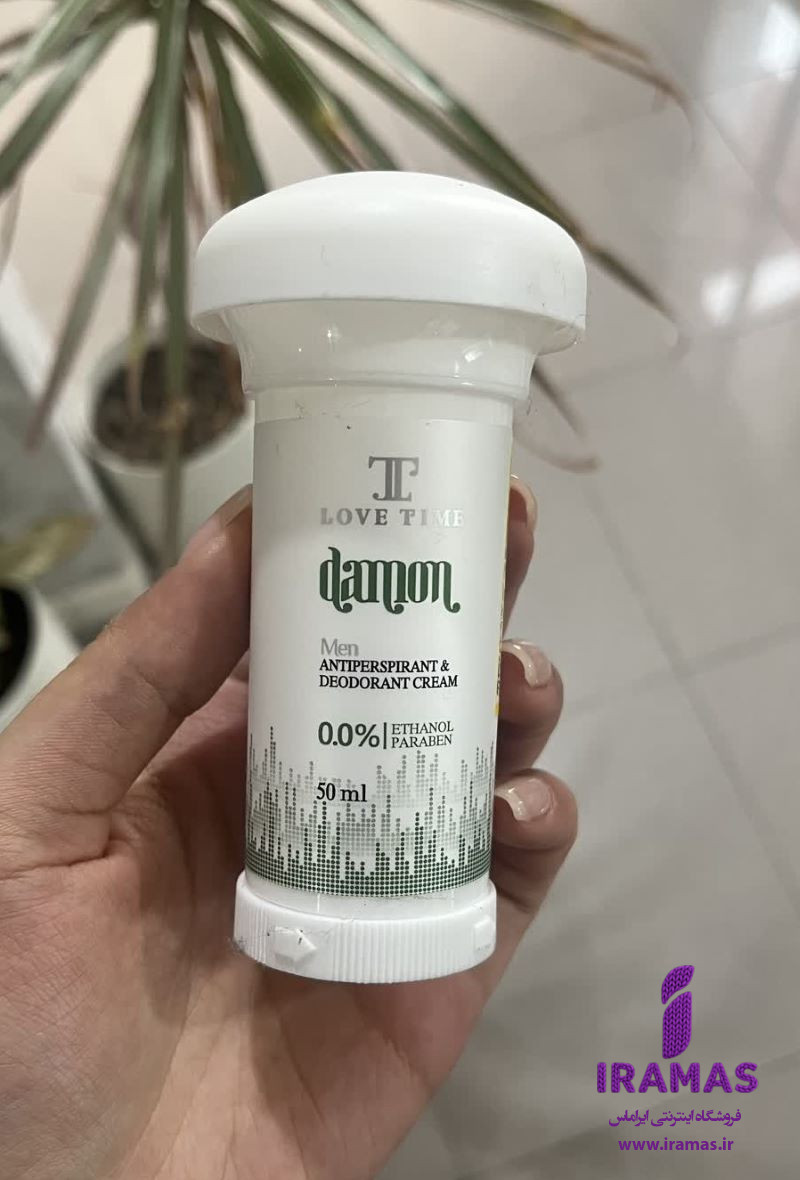 LOVE TIME
damon
Men
ANTIPERSPIRANT &
DEODORANT CREAM
0.0% ETHANOL
PARABEN
50 ml
IRAMAS
فروشگاه اینترنتی ایراماس
www.iramas.ir